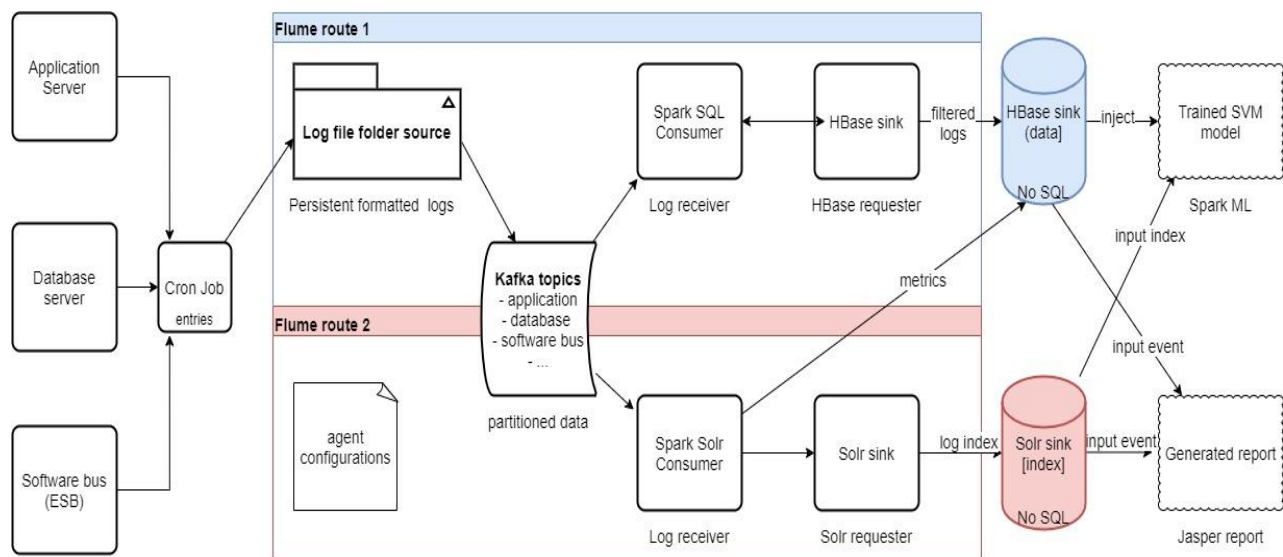 Flume route 1
Application
Server
Log file folder source
Spark SQL
Consumer
HBase sink
filtered
logs
HBase sink
(data]
No SQL
inject
Trained SVM
model
Persistent formatted logs
Log receiver
HBase requester
Spark ML
input index
Database
server
Cron Job
entries
Kafka topics
- application
- database
- software bus
- ...
metrics
Flume route 2
input event
partitioned data
agent
configurations
Software bus
(ESB)
Spark Solr
Consumer
Solr sink
log index
Solr sink
[index]
No SQL
input event
Generated report
Log receiver
Solr requester
Jasper report